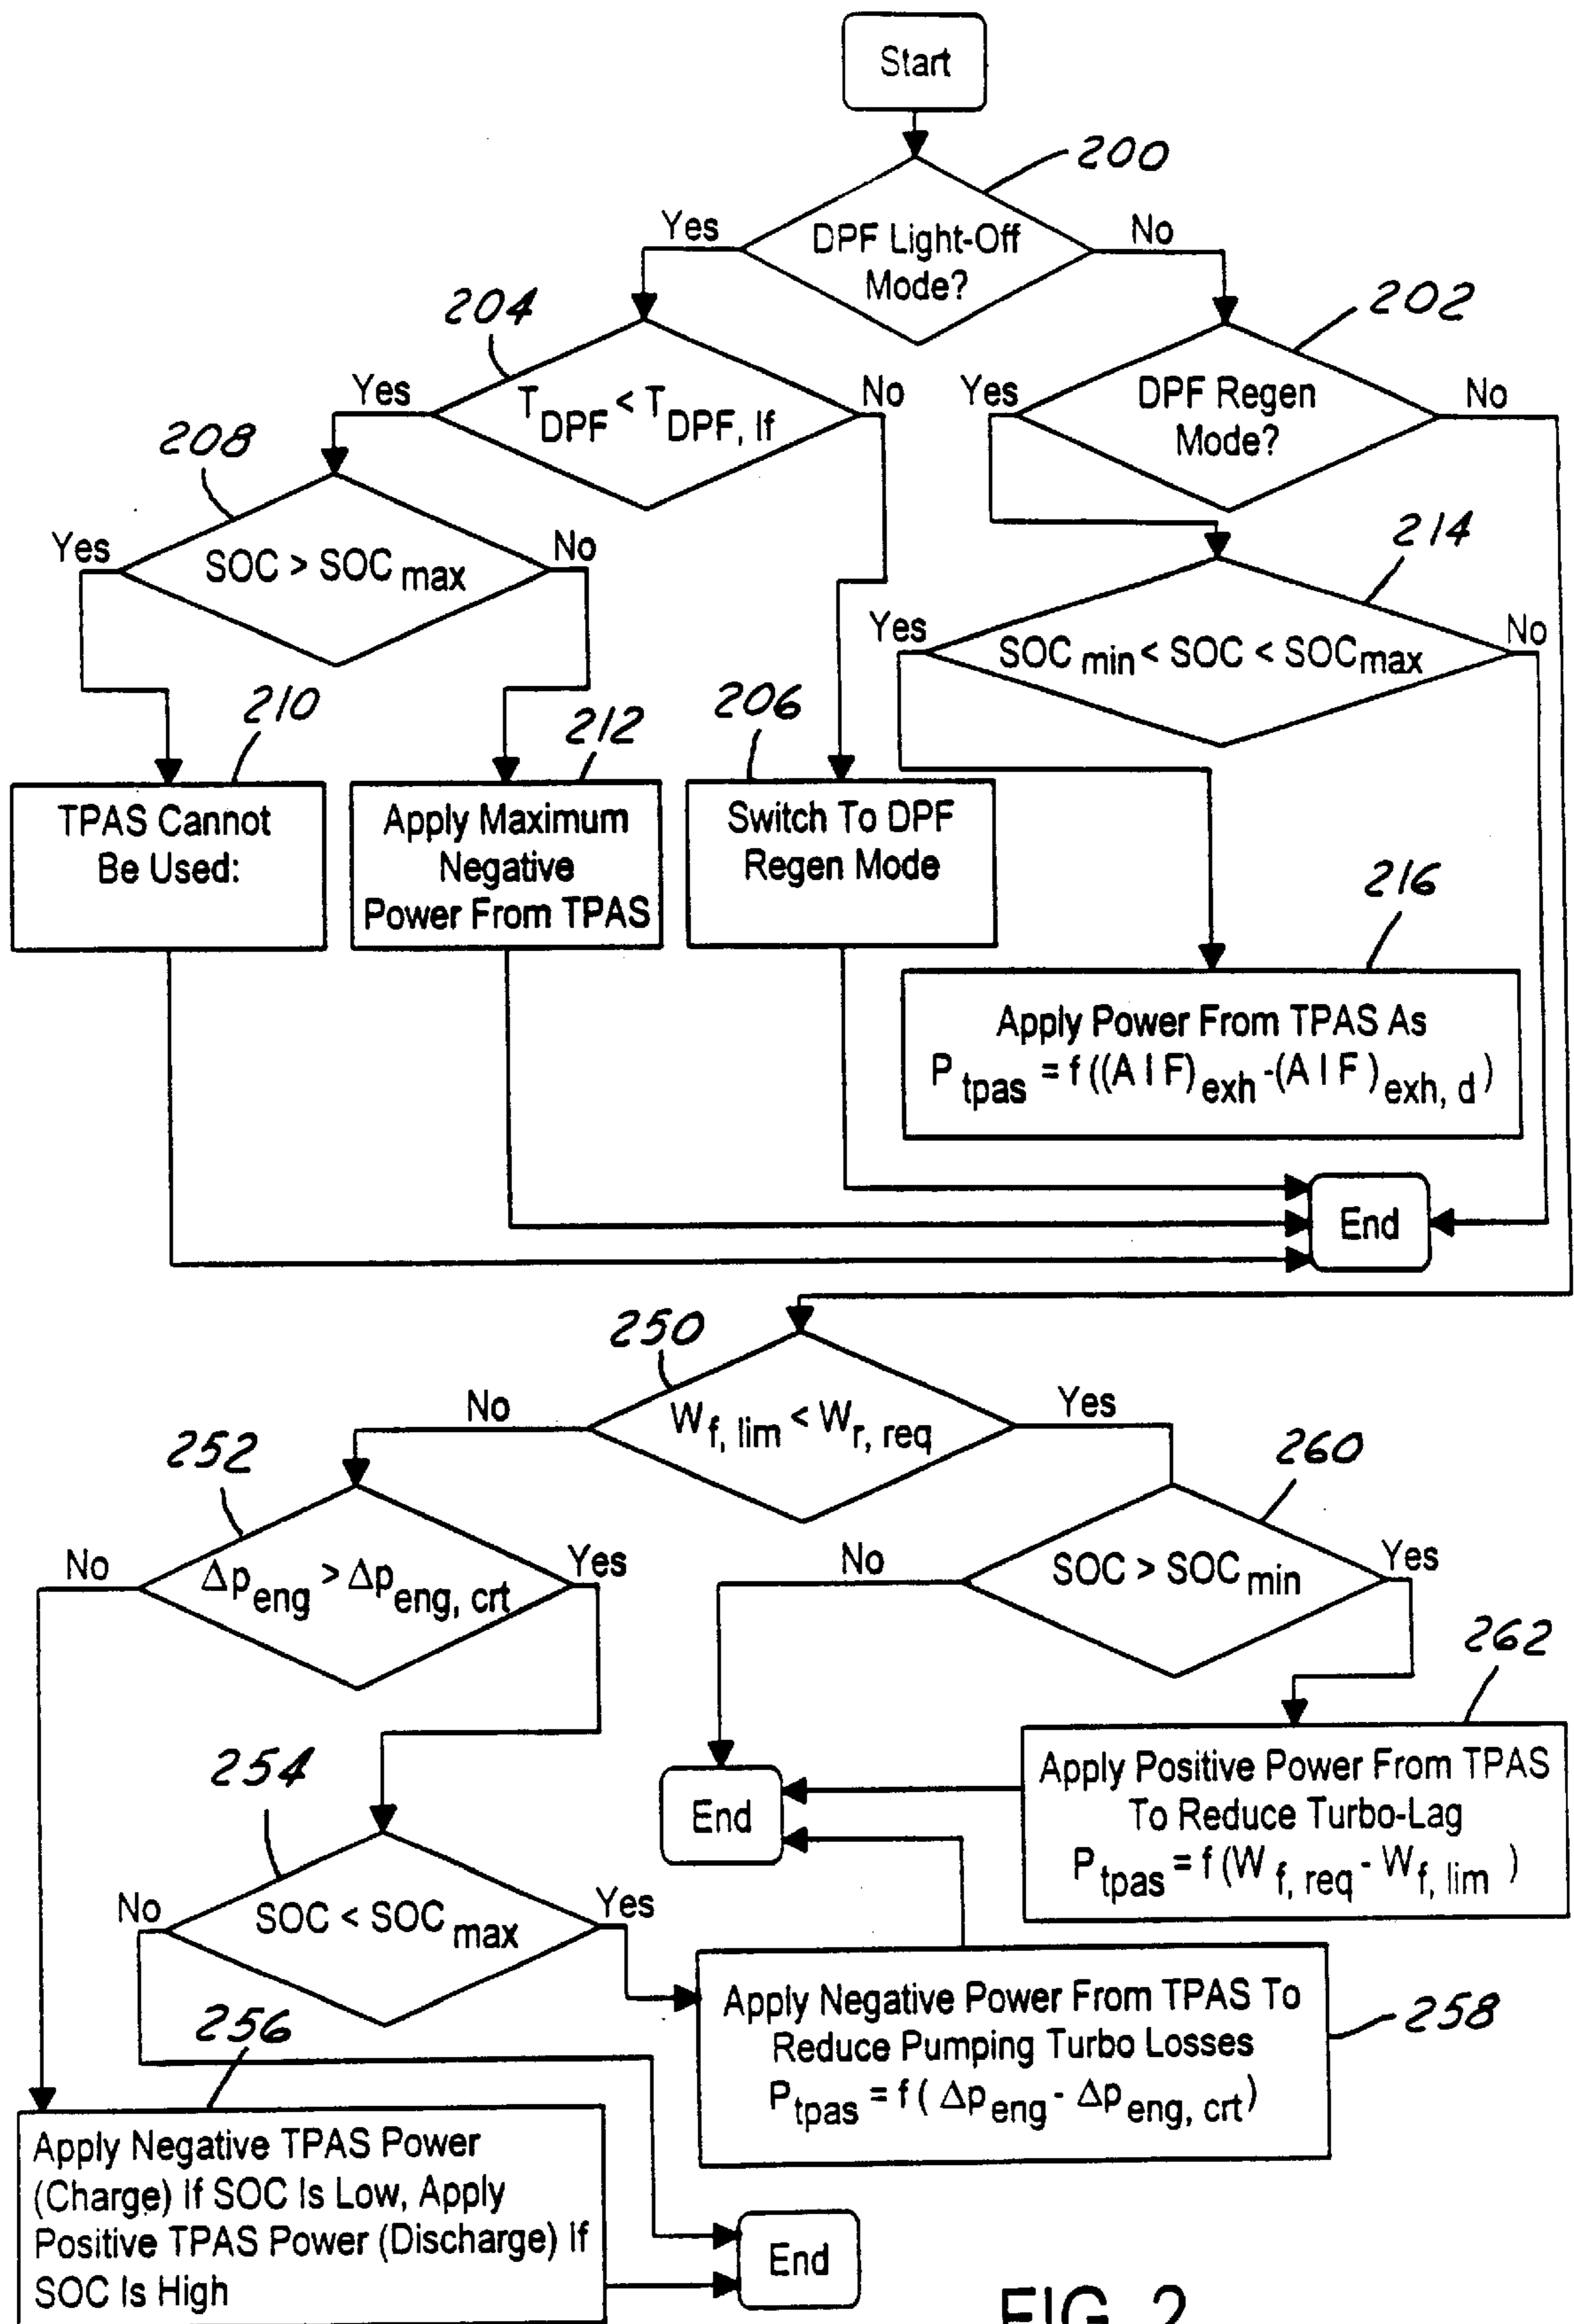 Start
200
Yes
DPF Light-Off
Mode?
No
204
202
Yes
T DPF < T DPF, lf
No
Yes
DPF Regen
Mode?
No
208
Yes
SOC > SOC max
No
214
Yes
SOC min < SOC < SOC max
No
210
212
206
TPAS Cannot
Be Used:
Apply Maximum
Negative
Power From TPAS
Switch To DPF
Regen Mode
216
Apply Power From TPAS As
P tpas = f ((A I F) exh - (A I F) exh, d )
End
250
No
W f, lim < W r, req
Yes
252
260
No
Δp eng > Δp eng, crt
Yes
No
SOC > SOC min
Yes
262
254
End
Apply Positive Power From TPAS
To Reduce Turbo-Lag
P tpas = f (W f, req - W f, lim )
No
SOC < SOC max
Yes
256
Apply Negative Power From TPAS To
Reduce Pumping Turbo Losses
P tpas = f ( Δp eng - Δp eng, crt)
258
Apply Negative TPAS Power
(Charge) If SOC Is Low, Apply
Positive TPAS Power (Discharge) If
SOC Is High
End
FIG. 2